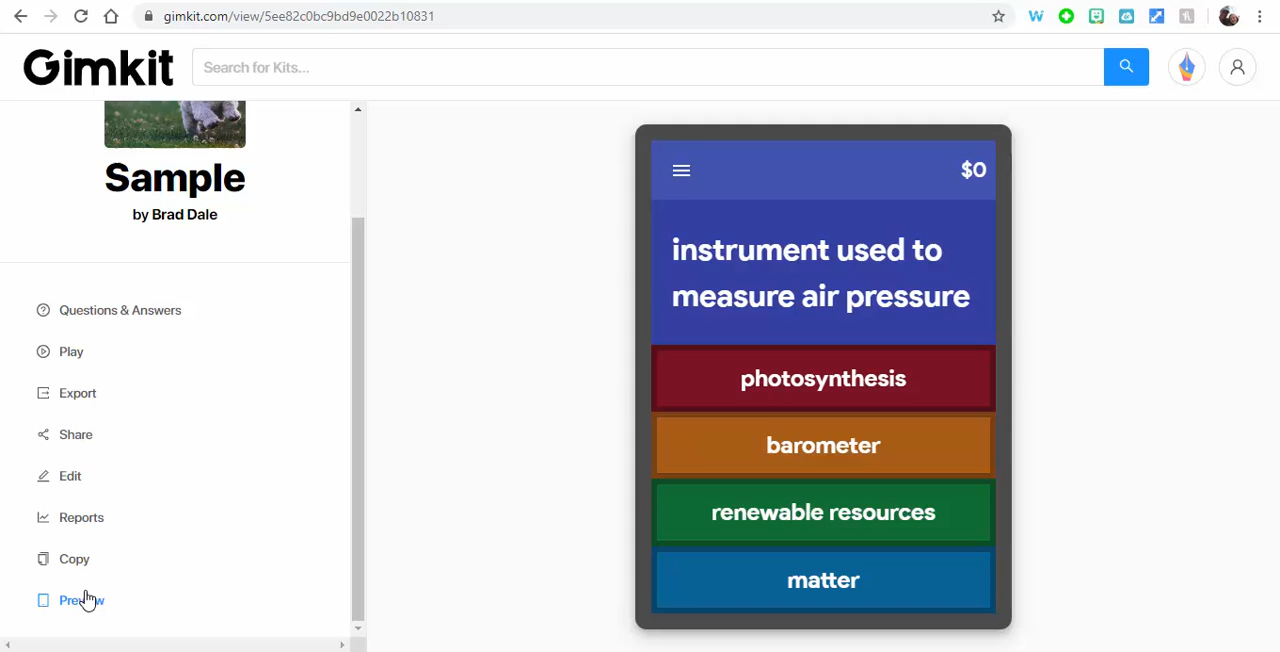 gimkit.com/view/5ee82c0bc9bd9e0022b10831
Gimkit
Search for Kits...
Sample
by Brad Dale
Questions & Answers
Play
Export
Share
Edit
Reports
Copy
Preview
$0
instrument used to
measure air pressure
photosynthesis
barometer
renewable resources
matter